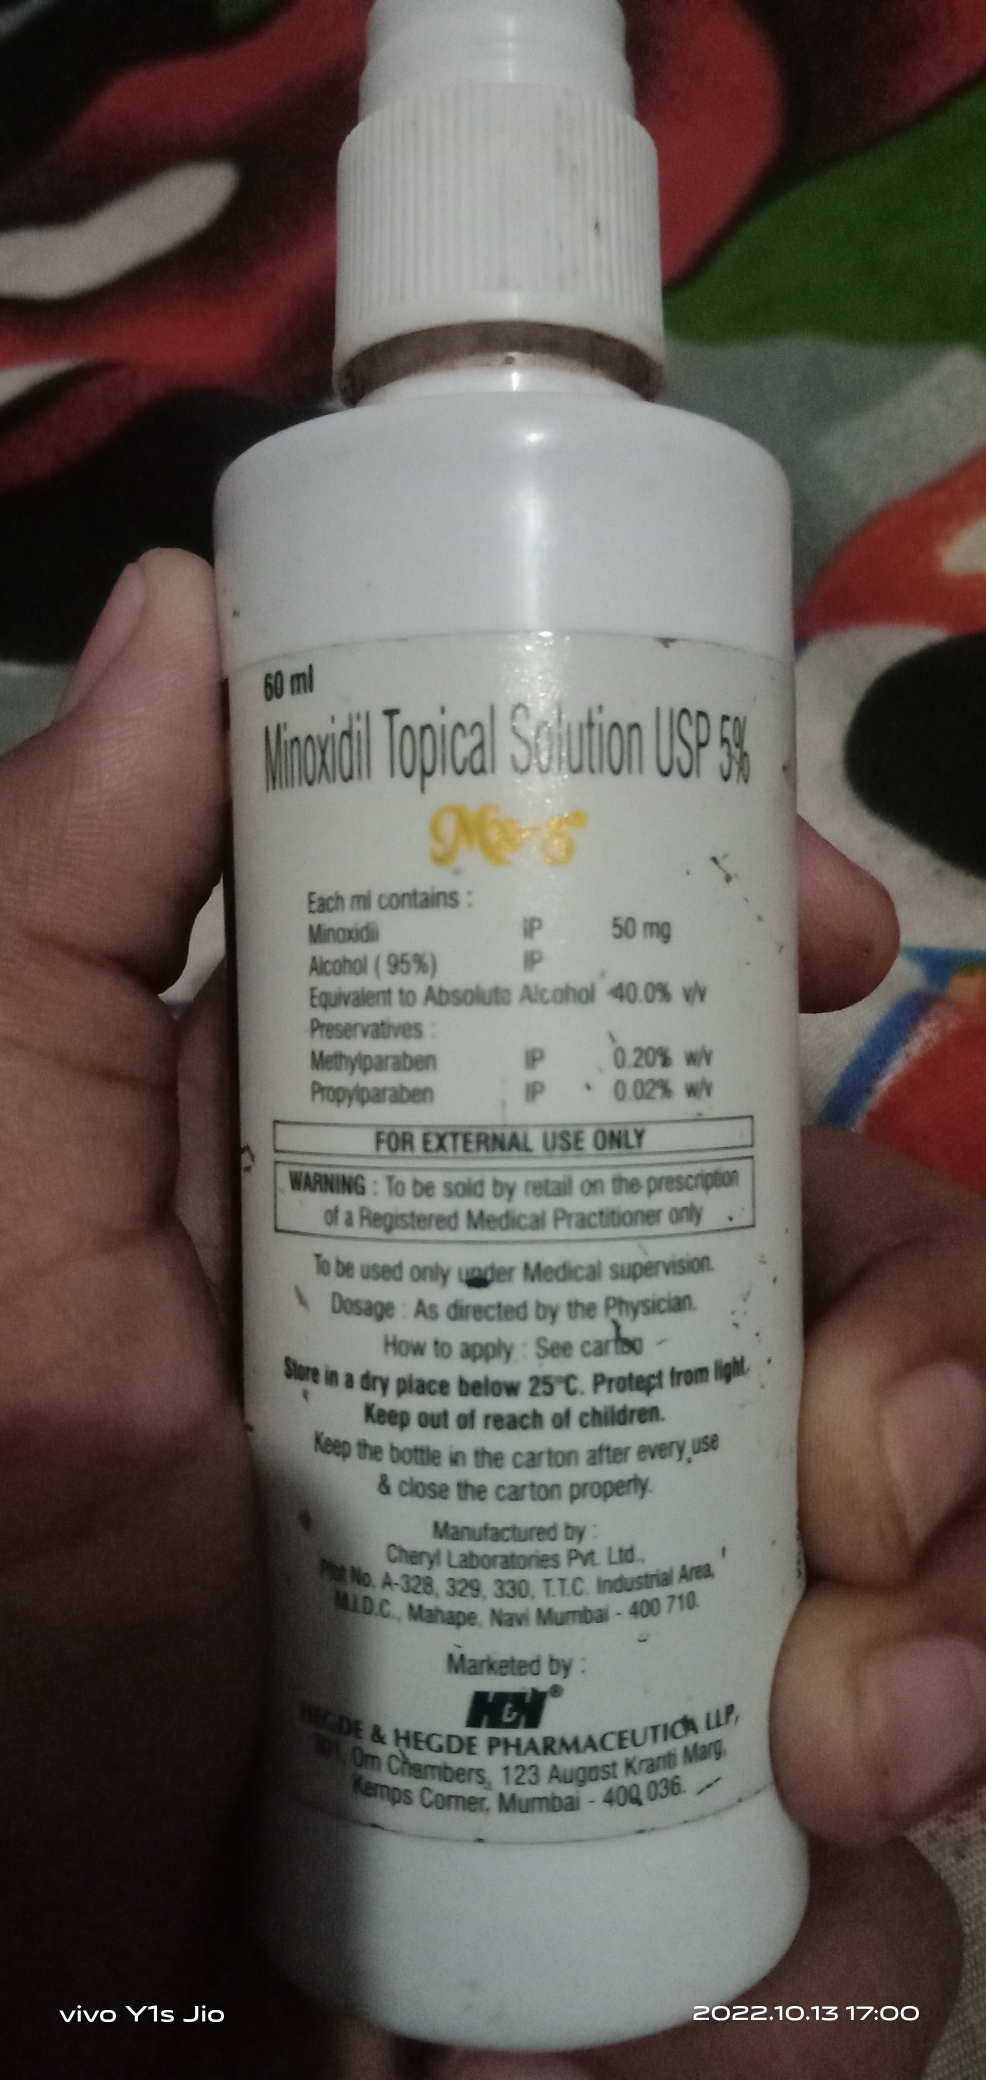 60 ml
Minoxidil Topical Solution USP 5%
Mx-5
Each ml contains :
Minoxidil IP 50 mg
Alcohol ( 95%) IP
Equivalent to Absolute Alcohol 40.0% v/v
Preservatives :
Methylparaben IP 0.20% w/v
Propylparaben IP 0.02% w/v
FOR EXTERNAL USE ONLY
WARNING : To be sold by retail on the prescription
of a Registered Medical Practitioner only
To be used only under Medical supervision.
Dosage : As directed by the Physician.
How to apply : See carton
Store in a dry place below 25°C. Protect from light.
Keep out of reach of children.
Keep the bottle in the carton after every use
& close the carton properly.
Manufactured by :
Cheryl Laboratories Pvt. Ltd.,
Plot No. A-328, 329, 330, T.T.C. Industrial Area,
M.I.D.C., Mahape, Navi Mumbai - 400 710.
Marketed by :
H&H®
HEGDE & HEGDE PHARMACEUTICA LLP,
Om Chambers, 123 August Kranti Marg,
Kemps Corner, Mumbai - 400 036.
vivo Y1s Jio
2022.10.13 17:00